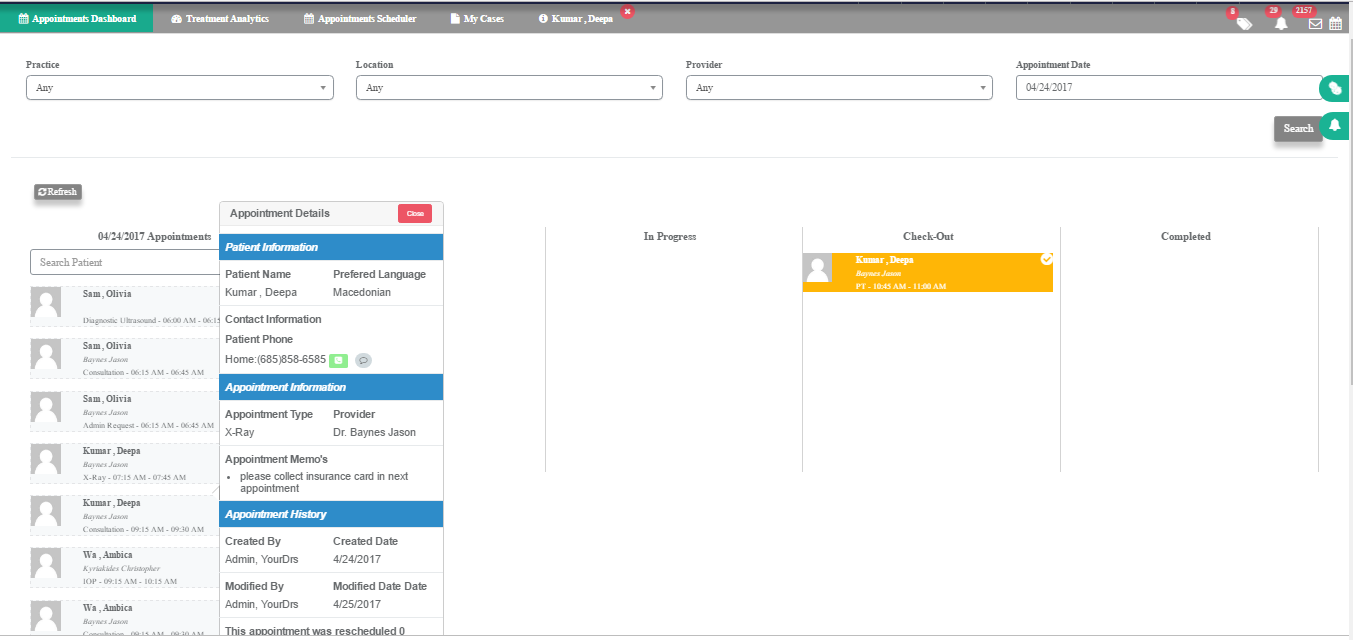 Appointments Dashboard Treatment Analytics Appointments Scheduler My Cases Kumar , Deepa 8 29 2157
Practice Location Provider Appointment Date
Any Any Any 04/24/2017
Search
Refresh
Appointment Details Close
04/24/2017 Appointments In Progress Check-Out Completed
Search Patient
Patient Information
Patient Name Prefered Language
Kumar , Deepa Macedonian
Contact Information
Patient Phone
Home:(685)858-6585
Appointment Information
Appointment Type Provider
X-Ray Dr. Baynes Jason
Appointment Memo's
please collect insurance card in next
appointment
Appointment History
Created By Created Date
Admin, YourDrs 4/24/2017
Modified By Modified Date Date
Admin, YourDrs 4/25/2017
This appointment was rescheduled 0
Sam , Olivia
Diagnostic Ultrasound - 06:00 AM - 06:15
Sam , Olivia
Baynes Jason
Consultation - 06:15 AM - 06:45 AM
Sam , Olivia
Baynes Jason
Admin Request - 06:15 AM - 06:45 AM
Kumar , Deepa
Baynes Jason
X-Ray - 07:15 AM - 07:45 AM
Kumar , Deepa
Baynes Jason
Consultation - 09:15 AM - 09:30 AM
Wa , Ambica
Kyriakides Christopher
IOP - 09:15 AM - 10:15 AM
Wa , Ambica
Baynes Jason
Consultation - 09:15 AM - 09:30 AM
Kumar , Deepa
Baynes Jason
PT - 10:45 AM - 11:00 AM